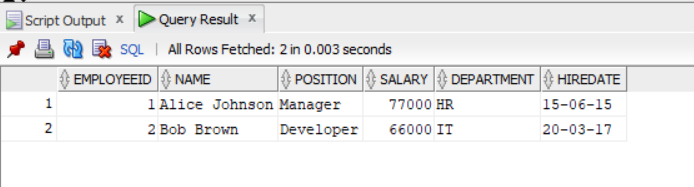 Script Output x Query Result x
SQL | All Rows Fetched: 2 in 0.003 seconds
EMPLOYEEID NAME POSITION SALARY DEPARTMENT HIREDATE
1 1 Alice Johnson Manager 77000 HR 15-06-15
2 2 Bob Brown Developer 66000 IT 20-03-17